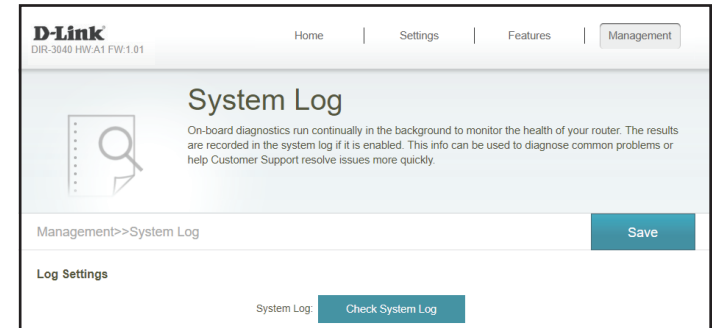 D-Link
DIR-3040 HW:A1 FW:1.01
Home | Settings | Features | Management
System Log
On-board diagnostics run continually in the background to monitor the health of your router. The results
are recorded in the system log if it is enabled. This info can be used to diagnose common problems or
help Customer Support resolve issues more quickly.
Management>>System Log
Save
Log Settings
System Log: Check System Log